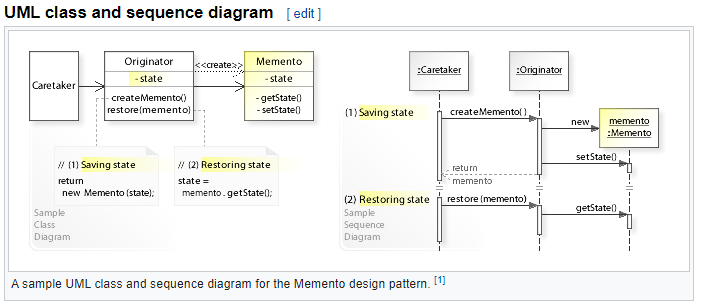 UML class and sequence diagram [ edit ]
Caretaker
Originator
- state
createMemento()
restore(memento)
<<create>>
Memento
- state
- getState()
- setState()
// (1) Saving state
return
new Memento (state);
// (2) Restoring state
state =
memento . getState();
Sample
Class
Diagram
:Caretaker
:Originator
(1) Saving state
createMemento( )
new
memento
:Memento
setState()
return
memento
(2) Restoring state
restore(memento)
getState()
Sample
Sequence
Diagram
A sample UML class and sequence diagram for the Memento design pattern. [1]